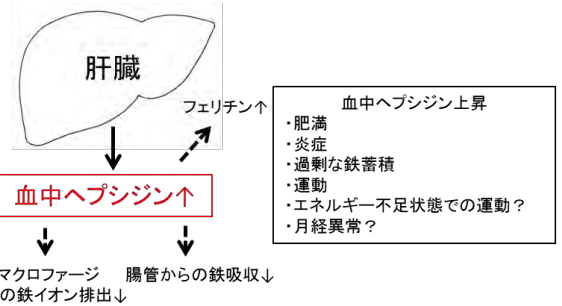 肝臓
フェリチン↑
血中ヘプシジン↑
マクロファージ
の鉄イオン排出↓
腸管からの鉄吸収↓
血中ヘプシジン上昇
・肥満
・炎症
・過剰な鉄蓄積
・運動
・エネルギー不足状態での運動？
・月経異常？